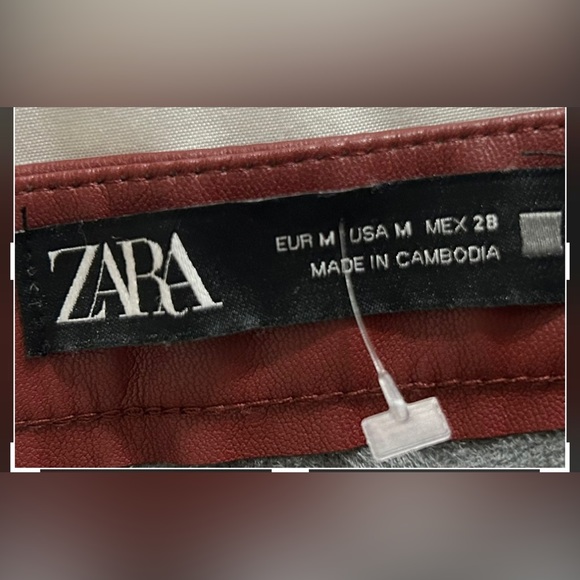 ZARA
EUR M USA M MEX 28
MADE IN CAMBODIA